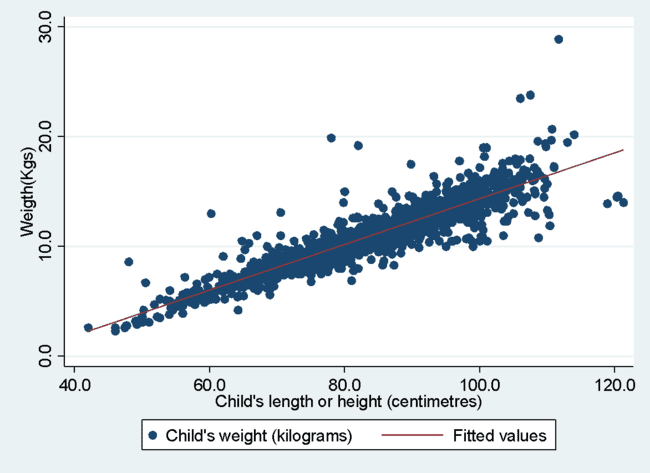 30.0
20.0
10.0
0.0
Weigth(Kgs)
40.0 60.0 80.0 100.0 120.0
Child's length or height (centimetres)
Child's weight (kilograms) Fitted values